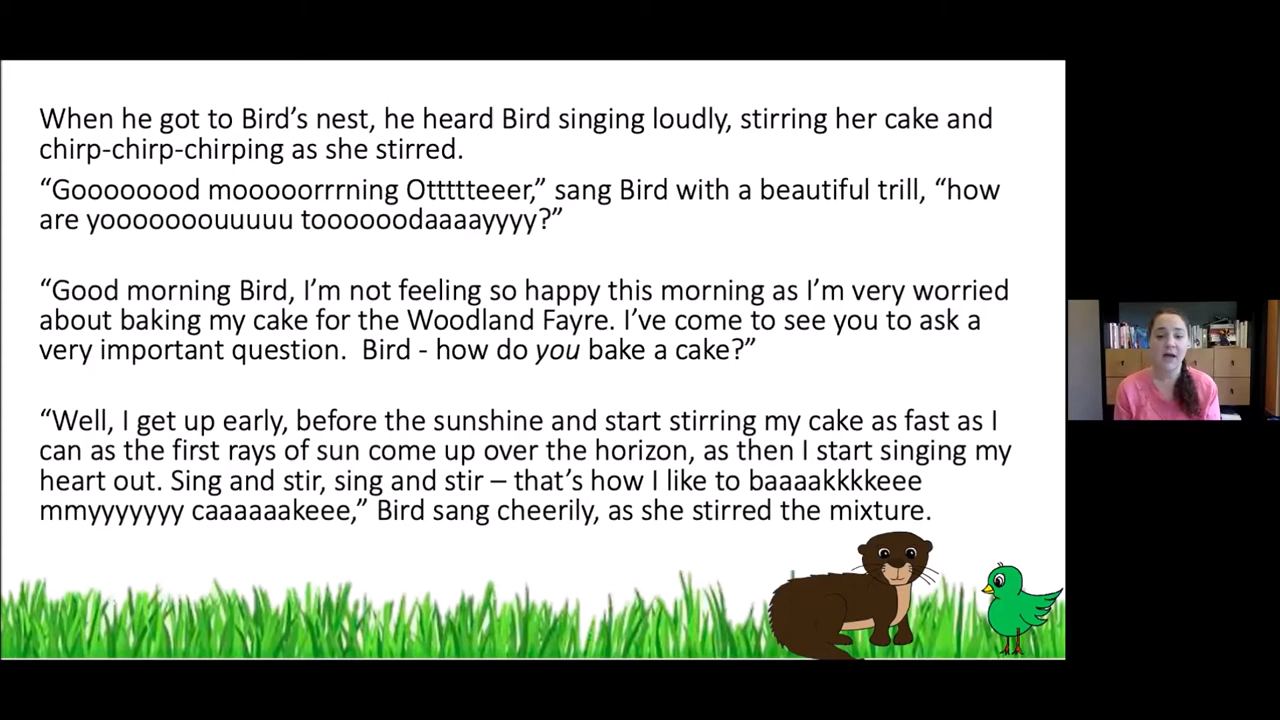 When he got to Bird’s nest, he heard Bird singing loudly, stirring her cake and
chirp-chirp-chirping as she stirred.
“Goooooood mooooorrrning Ottttteeer,” sang Bird with a beautiful trill, “how
are yooooooouuuuu toooooodaaaayyyy?”
“Good morning Bird, I’m not feeling so happy this morning as I’m very worried
about baking my cake for the Woodland Fayre. I’ve come to see you to ask a
very important question. Bird - how do you bake a cake?”
“Well, I get up early, before the sunshine and start stirring my cake as fast as I
can as the first rays of sun come up over the horizon, as then I start singing my
heart out. Sing and stir, sing and stir – that’s how I like to baaaakkkkeee
mmyyyyyyy caaaaaakeee,” Bird sang cheerily, as she stirred the mixture.